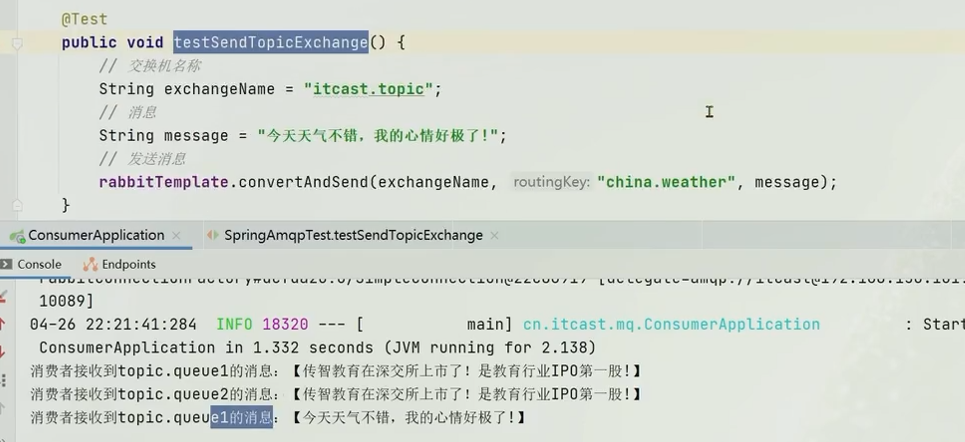 @Test
public void testSendTopicExchange() {
// 交换机名称
String exchangeName = "itcast.topic";
// 消息
String message = "今天天气不错，我的心情好极了!";
// 发送消息
rabbitTemplate.convertAndSend(exchangeName, routingKey: "china.weather", message);
}
ConsumerApplication × SpringAmqpTest.testSendTopicExchange ×
Console Endpoints
10089]
04-26 22:21:41:284 INFO 18320 --- [ main] cn.itcast.mq.ConsumerApplication : Start
ConsumerApplication in 1.332 seconds (JVM running for 2.138)
消费者接收到topic.queue1的消息：【传智教育在深交所上市了！是教育行业IPO第一股！】
消费者接收到topic.queue2的消息：【传智教育在深交所上市了！是教育行业IPO第一股！】
消费者接收到topic.queue1的消息：【今天天气不错，我的心情好极了!】